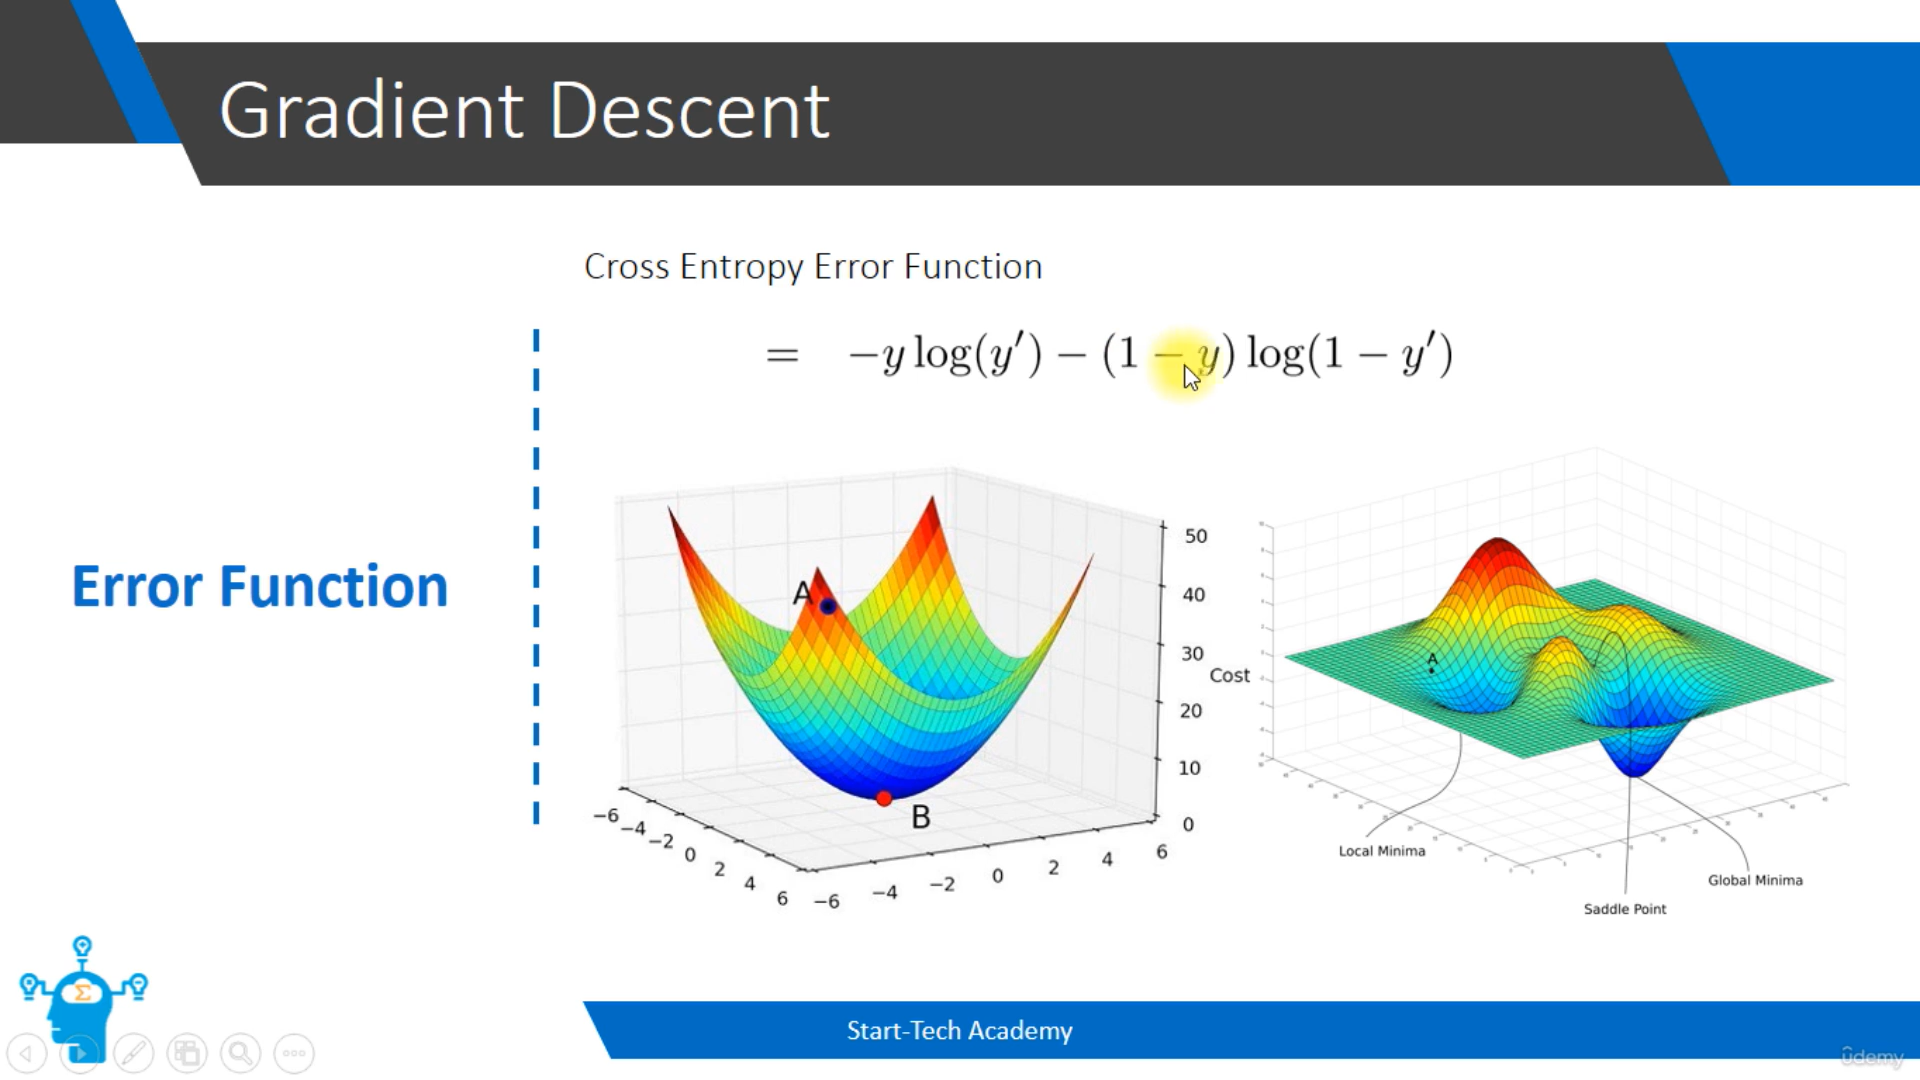 Gradient Descent
Cross Entropy Error Function
= −y log(y′) − (1 − y) log(1 − y′)
Error Function
A
B
50
40
30
20
10
0
−6
−4
−2
0
2
4
6
−6
−4
−2
0
2
4
6
Cost
A
Local Minima
Global Minima
Saddle Point
Σ
Start-Tech Academy
ûdemy